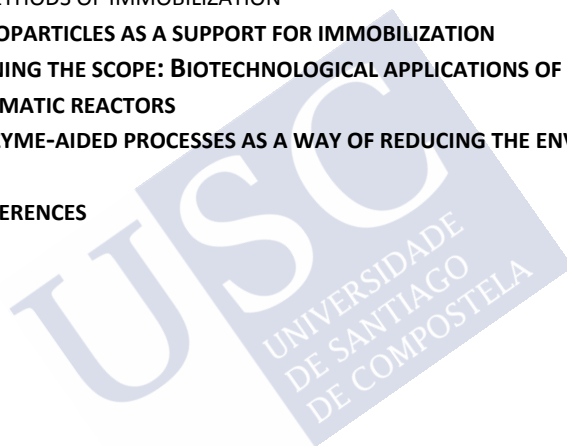 ETHODS OF IMMOBILIZATION
OPARTICLES AS A SUPPORT FOR IMMOBILIZATION
NING THE SCOPE: BIOTECHNOLOGICAL APPLICATIONS OF
MATIC REACTORS
YME-AIDED PROCESSES AS A WAY OF REDUCING THE ENV
ERENCES
USC
UNIVERSIDADE
DE SANTIAGO
DE COMPOSTELA